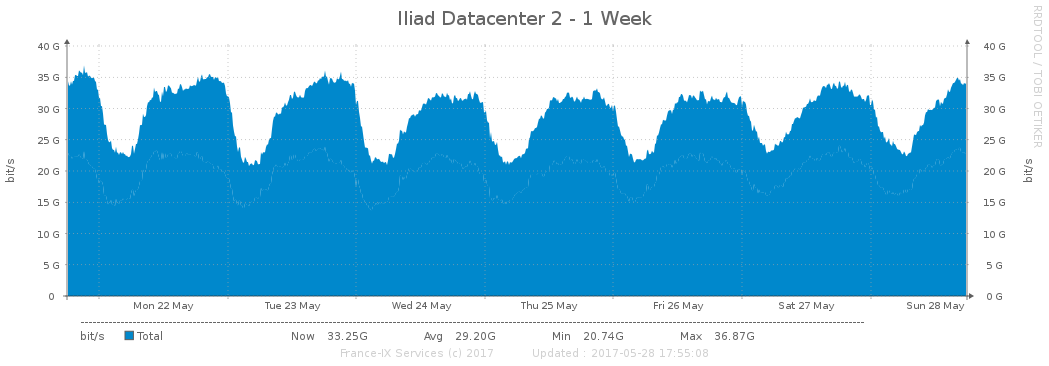 Iliad Datacenter 2 - 1 Week
RRDTOOL / TOBI OETIKER
40 G 40 G
35 G 35 G
30 G 30 G
25 G 25 G
20 G 20 G
15 G 15 G
10 G 10 G
5 G 5 G
0 0 G
bit/s bit/s
Mon 22 May Tue 23 May Wed 24 May Thu 25 May Fri 26 May Sat 27 May Sun 28 May
bit/s Total Now 33.25G Avg 29.20G Min 20.74G Max 36.87G
France-IX Services (c) 2017 Updated : 2017-05-28 17:55:08